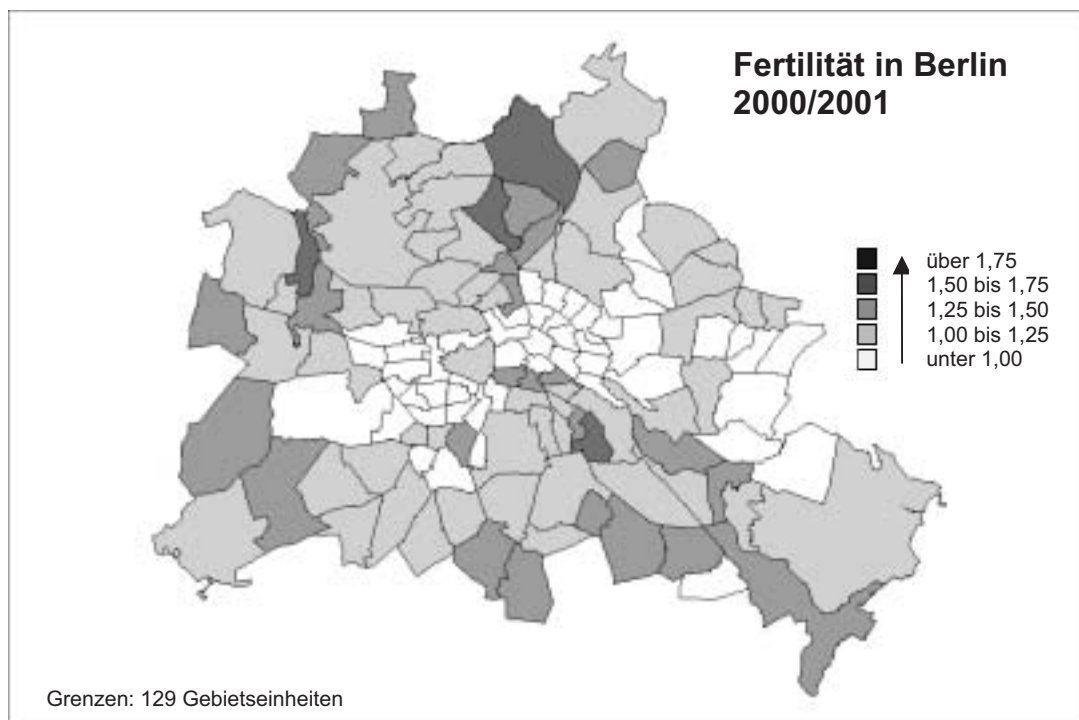 Fertilität in Berlin
2000/2001
über 1,75
1,50 bis 1,75
1,25 bis 1,50
1,00 bis 1,25
unter 1,00
Grenzen: 129 Gebietseinheiten